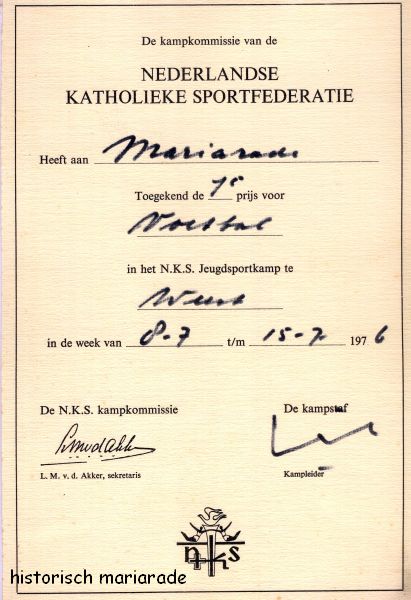 De kampkommissie van de
NEDERLANDSE
KATHOLIEKE SPORTFEDERATIE
Heeft aan Mariarade
Toegekend de 1e prijs voor
Voetbal
in het N.K.S. Jeugdsportkamp te
Weert
in de week van 8-7 t/m 15-7 1976
De N.K.S. kampkommissie De kampstaf
L. M. v. d. Akker, sekretaris Kampleider
nks
historisch mariarade